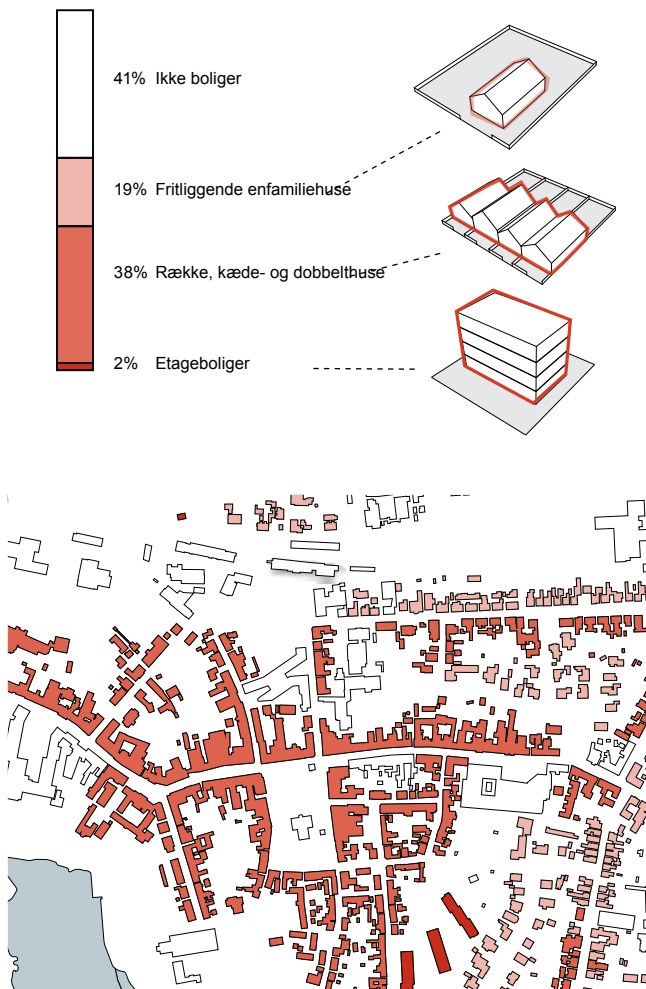 41% Ikke boliger
19% Fritliggende enfamiliehuse
38% Række, kæde- og dobbelthuse
2% Etageboliger